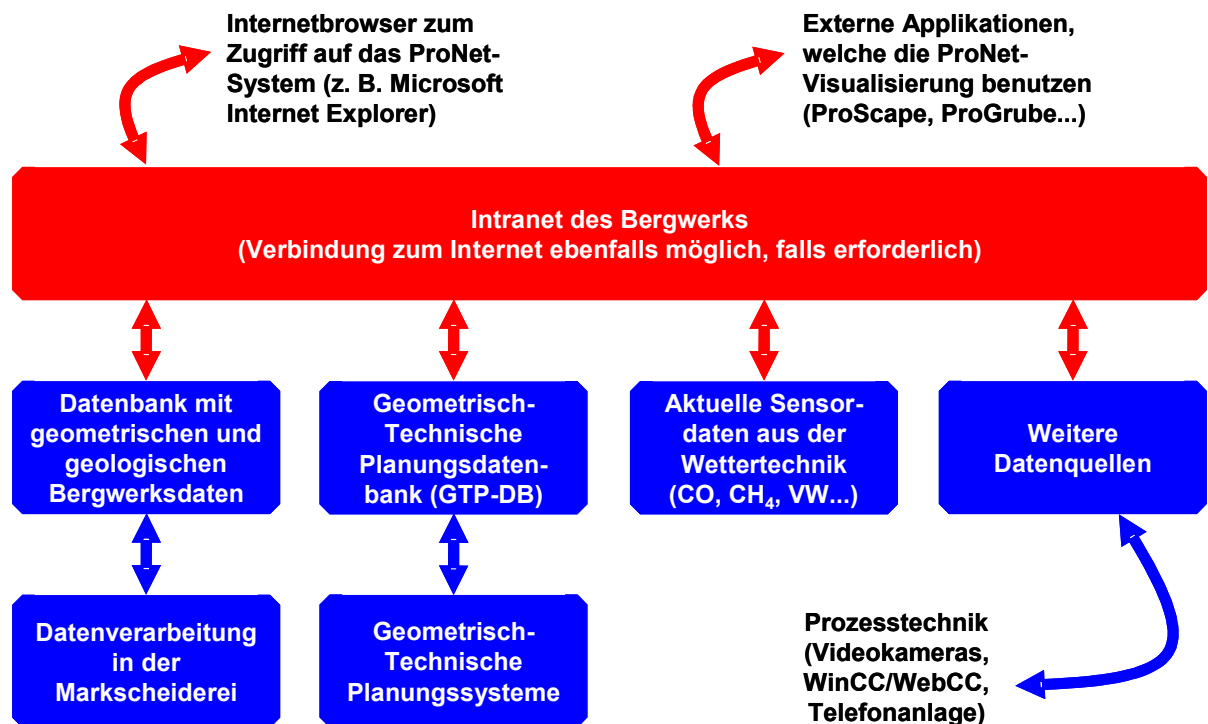 Internetbrowser zum
Zugriff auf das ProNet-
System (z. B. Microsoft
Internet Explorer)
Externe Applikationen,
welche die ProNet-
Visualisierung benutzen
(ProScape, ProGrube...)
Intranet des Bergwerks
(Verbindung zum Internet ebenfalls möglich, falls erforderlich)
Datenbank mit
geometrischen und
geologischen
Bergwerksdaten
Geometrisch-
Technische
Planungsdaten-
bank (GTP-DB)
Aktuelle Sensor-
daten aus der
Wettertechnik
(CO, CH₄, VW...)
Weitere
Datenquellen
Datenverarbeitung
in der
Markscheiderei
Geometrisch-
Technische
Planungssysteme
Prozesstechnik
(Videokameras,
WinCC/WebCC,
Telefonanlage)